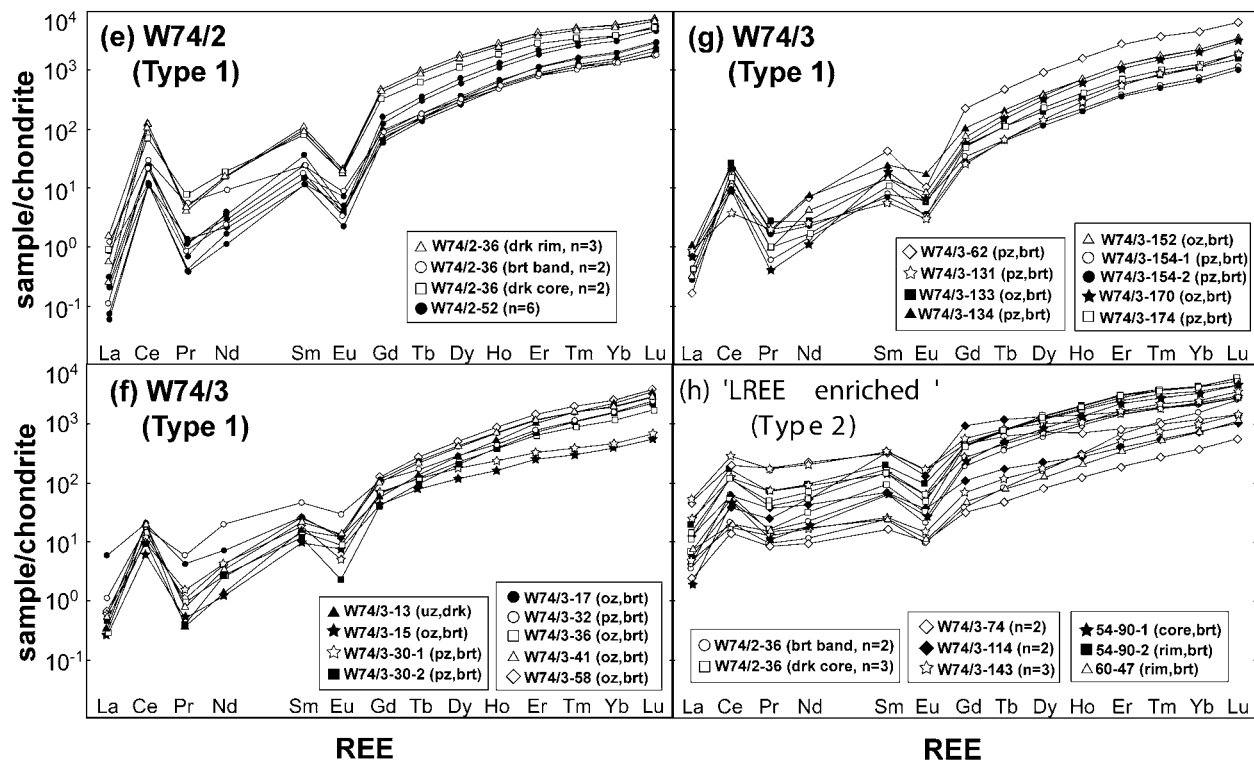 (e) W74/2
(Type 1)
sample/chondrite
10^4
10^3
10^2
10^1
10^0
10^-1
W74/2-36 (drk rim, n=3)
W74/2-36 (brt band, n=2)
W74/2-36 (drk core, n=2)
W74/2-52 (n=6)
La Ce Pr Nd Sm Eu Gd Tb Dy Ho Er Tm Yb Lu
(g) W74/3
(Type 1)
W74/3-62 (pz,brt)
W74/3-131 (pz,brt)
W74/3-133 (oz,brt)
W74/3-134 (pz,brt)
W74/3-152 (oz,brt)
W74/3-154-1 (pz,brt)
W74/3-154-2 (pz,brt)
W74/3-170 (oz,brt)
W74/3-174 (pz,brt)
La Ce Pr Nd Sm Eu Gd Tb Dy Ho Er Tm Yb Lu
(f) W74/3
(Type 1)
sample/chondrite
10^4
10^3
10^2
10^1
10^0
10^-1
W74/3-13 (uz,drk)
W74/3-15 (oz,brt)
W74/3-30-1 (pz,brt)
W74/3-30-2 (pz,brt)
W74/3-17 (oz,brt)
W74/3-32 (pz,brt)
W74/3-36 (oz,brt)
W74/3-41 (oz,brt)
W74/3-58 (oz,brt)
La Ce Pr Nd Sm Eu Gd Tb Dy Ho Er Tm Yb Lu
REE
(h) 'LREE enriched '
(Type 2)
W74/2-36 (brt band, n=2)
W74/2-36 (drk core, n=3)
W74/3-74 (n=2)
W74/3-114 (n=2)
W74/3-143 (n=3)
54-90-1 (core,brt)
54-90-2 (rim,brt)
60-47 (rim,brt)
La Ce Pr Nd Sm Eu Gd Tb Dy Ho Er Tm Yb Lu
REE